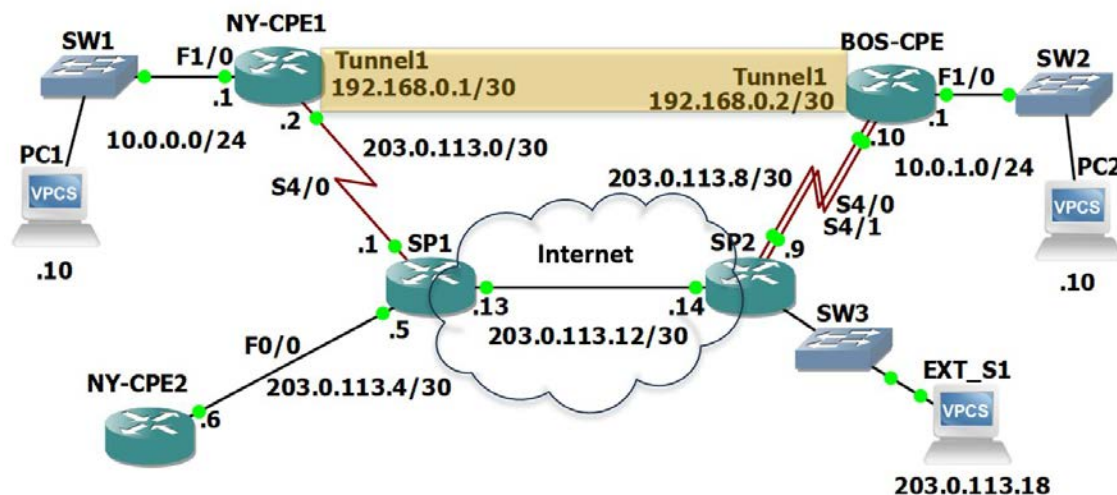 NY-CPE1
SW1
F1/0
Tunnel1
192.168.0.1/30
Tunnel1
192.168.0.2/30
BOS-CPE
F1/0
SW2
.1
.2
.10
.1
10.0.0.0/24
203.0.113.0/30
10.0.1.0/24
PC1
VPCS
.10
S4/0
203.0.113.8/30
S4/0
S4/1
PC2
VPCS
.10
.1
SP1
Internet
SP2
.9
.13
.14
203.0.113.12/30
.5
F0/0
203.0.113.4/30
SW3
NY-CPE2
.6
EXT_S1
VPCS
203.0.113.18